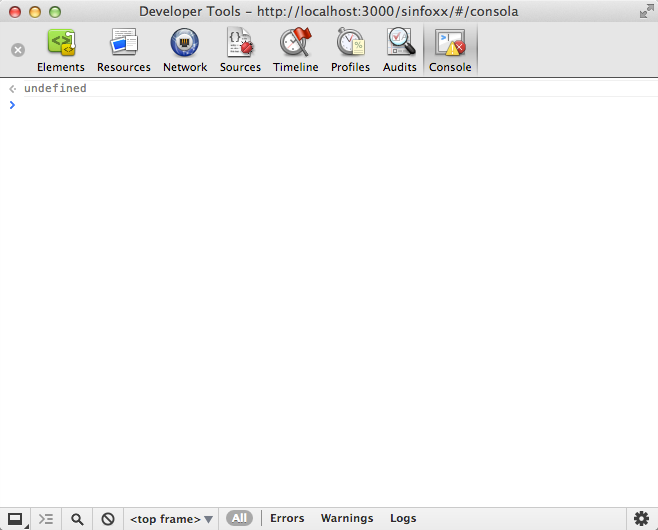 Developer Tools - http://localhost:3000/sinfoxx/#/consola
Elements Resources Network Sources Timeline Profiles Audits Console
undefined
<top frame> All Errors Warnings Logs